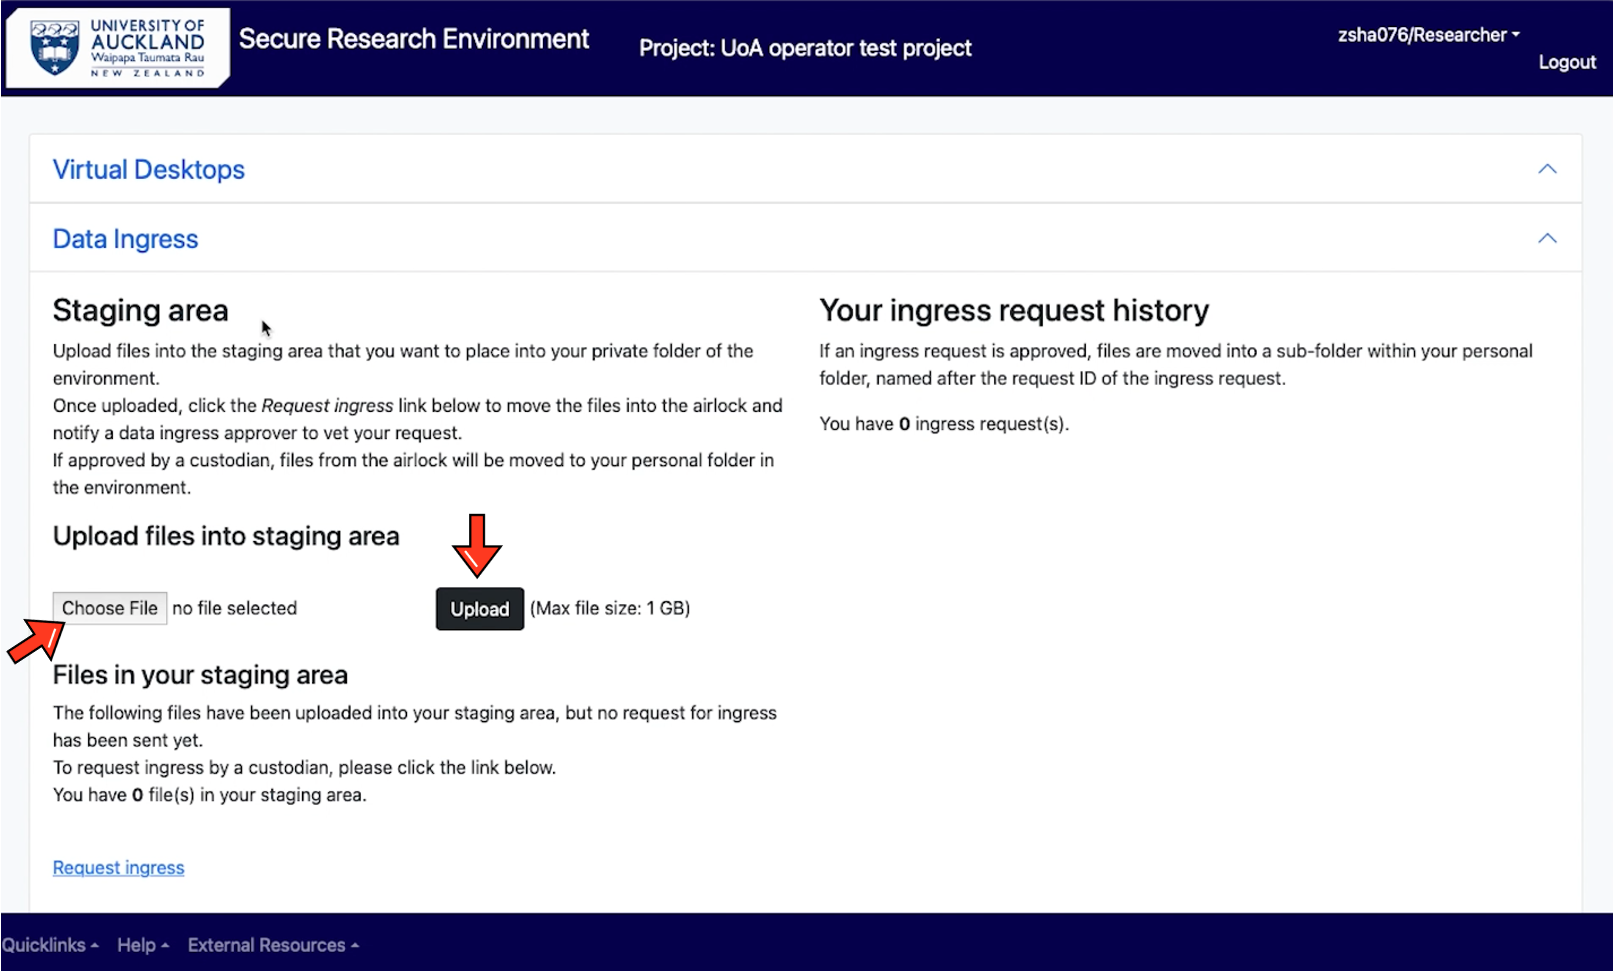 UNIVERSITY OF
AUCKLAND
Waipapa Taumata Rau
NEW ZEALAND
Secure Research Environment
Project: UoA operator test project
zsha076/Researcher
Logout
Virtual Desktops
Data Ingress
Staging area
Upload files into the staging area that you want to place into your private folder of the
environment.
Once uploaded, click the Request ingress link below to move the files into the airlock and
notify a data ingress approver to vet your request.
If approved by a custodian, files from the airlock will be moved to your personal folder in
the environment.
Your ingress request history
If an ingress request is approved, files are moved into a sub-folder within your personal
folder, named after the request ID of the ingress request.
You have 0 ingress request(s).
Upload files into staging area
Choose File no file selected
Upload (Max file size: 1 GB)
Files in your staging area
The following files have been uploaded into your staging area, but no request for ingress
has been sent yet.
To request ingress by a custodian, please click the link below.
You have 0 file(s) in your staging area.
Request ingress
Quicklinks Help External Resources